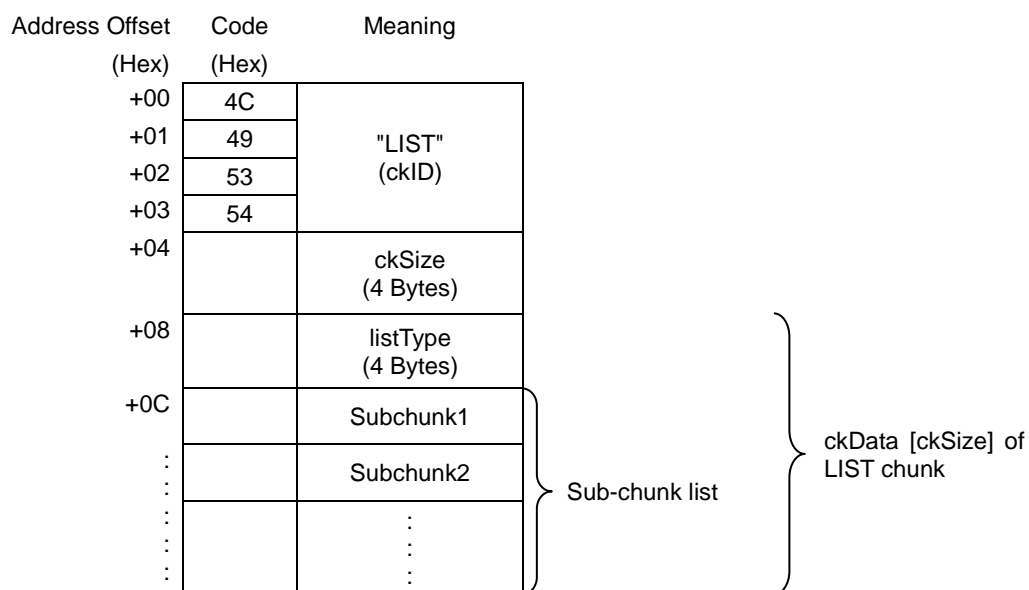 Address Offset Code Meaning
(Hex) (Hex)
+00 4C
+01 49 "LIST"
+02 53 (ckID)
+03 54
+04 ckSize
(4 Bytes)
+08 listType
(4 Bytes)
+0C Subchunk1
ckData [ckSize] of
LIST chunk
: Subchunk2
:
Sub-chunk list
: :
: :
: :